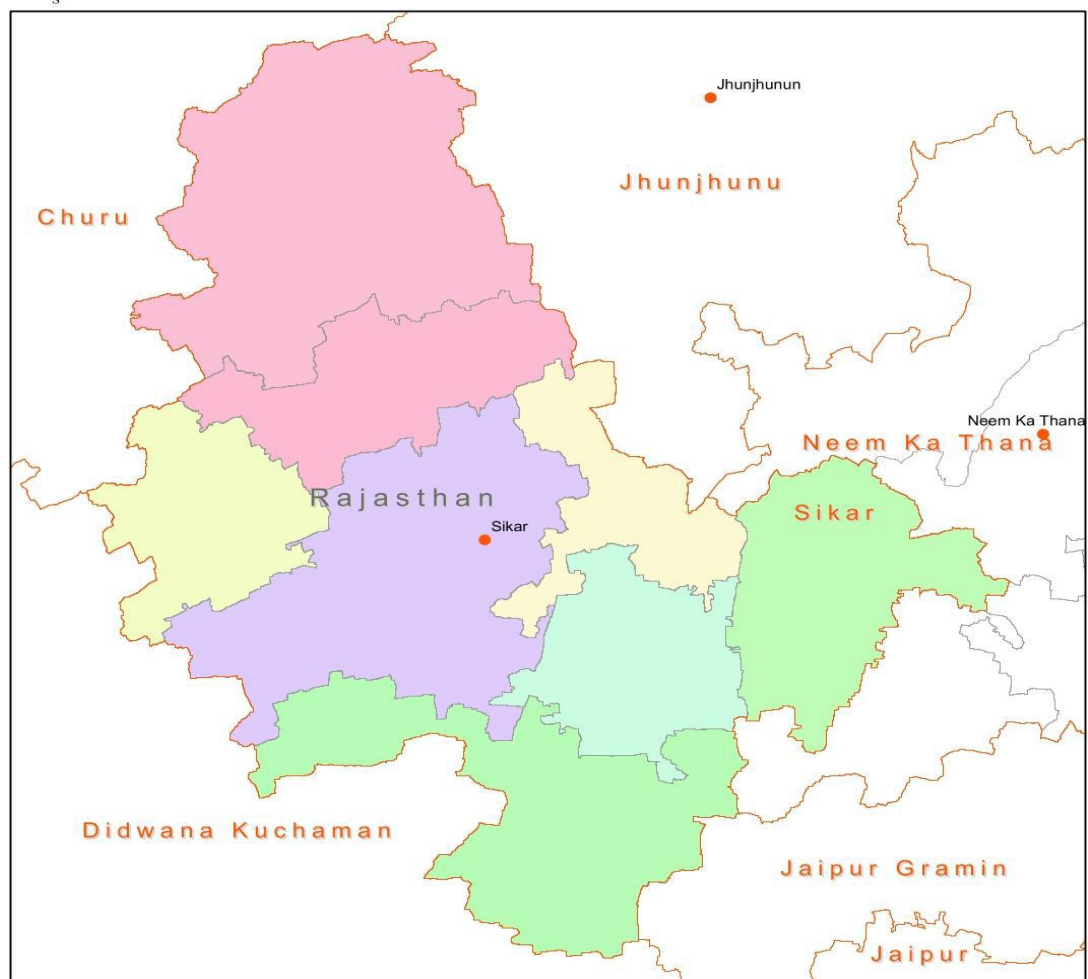 Jhunjhunun
Jhunjhunu
Churu
Neem Ka Thana
Neem Ka Thana
Rajasthan
Sikar
Sikar
Didwana Kuchaman
Jaipur Gramin
Jaipur